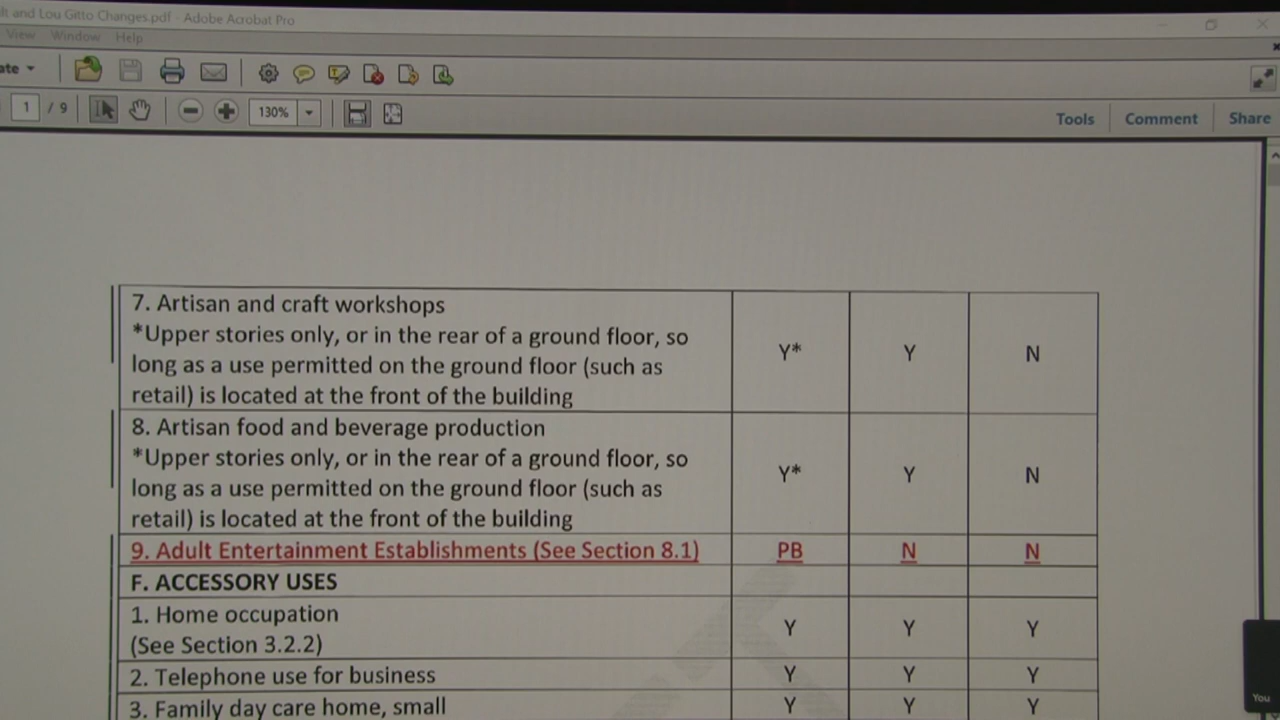 lt and Lou Gitto Changes.pdf - Adobe Acrobat Pro
View Window Help
ate
1 / 9 130% Tools Comment Share
7. Artisan and craft workshops
*Upper stories only, or in the rear of a ground floor, so
long as a use permitted on the ground floor (such as
retail) is located at the front of the building
Y* Y N
8. Artisan food and beverage production
*Upper stories only, or in the rear of a ground floor, so
long as a use permitted on the ground floor (such as
retail) is located at the front of the building
Y* Y N
9. Adult Entertainment Establishments (See Section 8.1) PB N N
F. ACCESSORY USES
1. Home occupation
(See Section 3.2.2)
Y Y Y
2. Telephone use for business Y Y Y
3. Family day care home, small Y Y Y
You